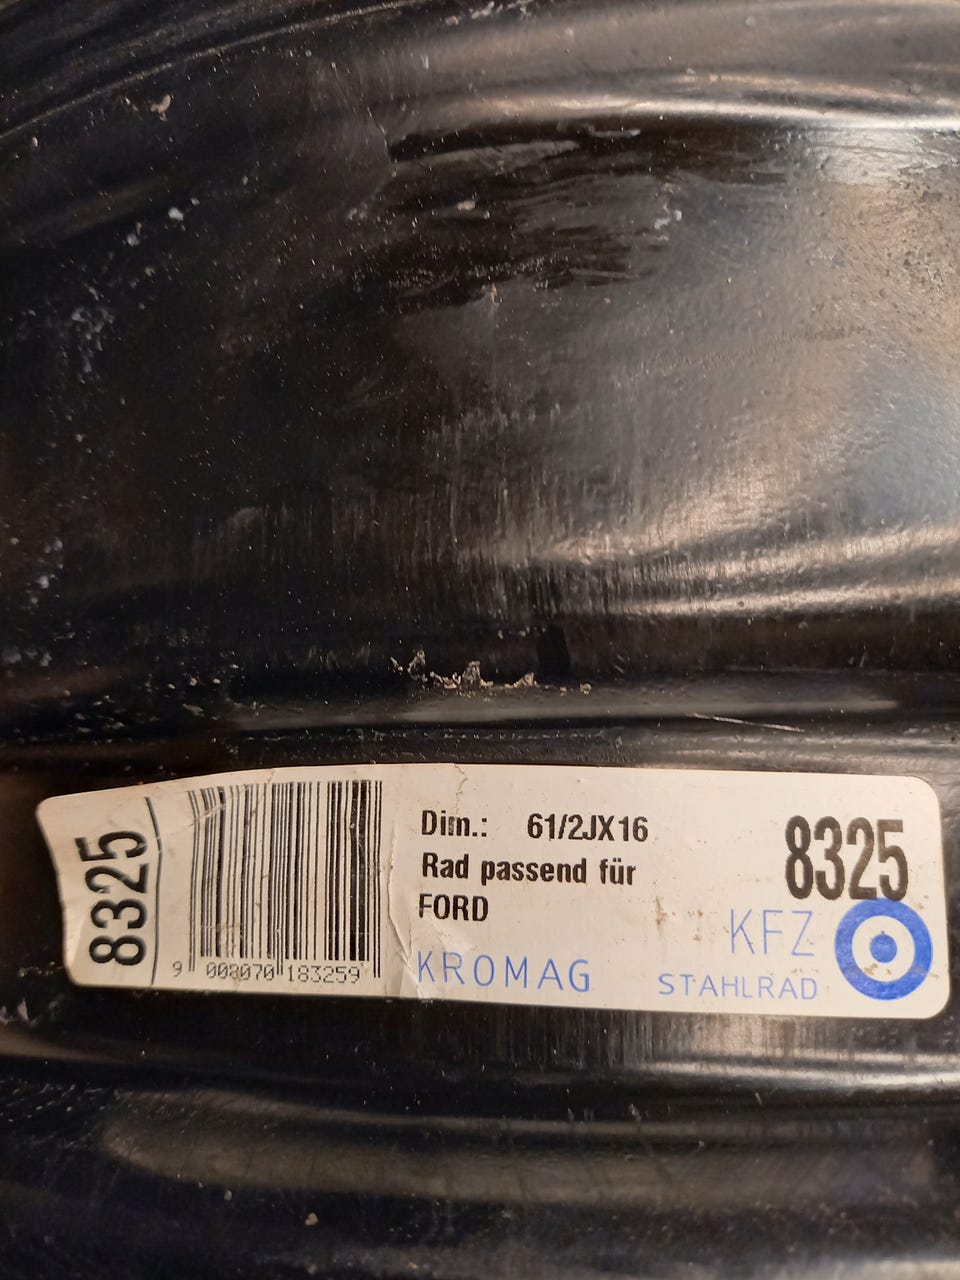 8325
9 008070 183259
Dim.: 61/2JX16
Rad passend für
FORD
KROMAG
8325
KFZ
STAHLRAD